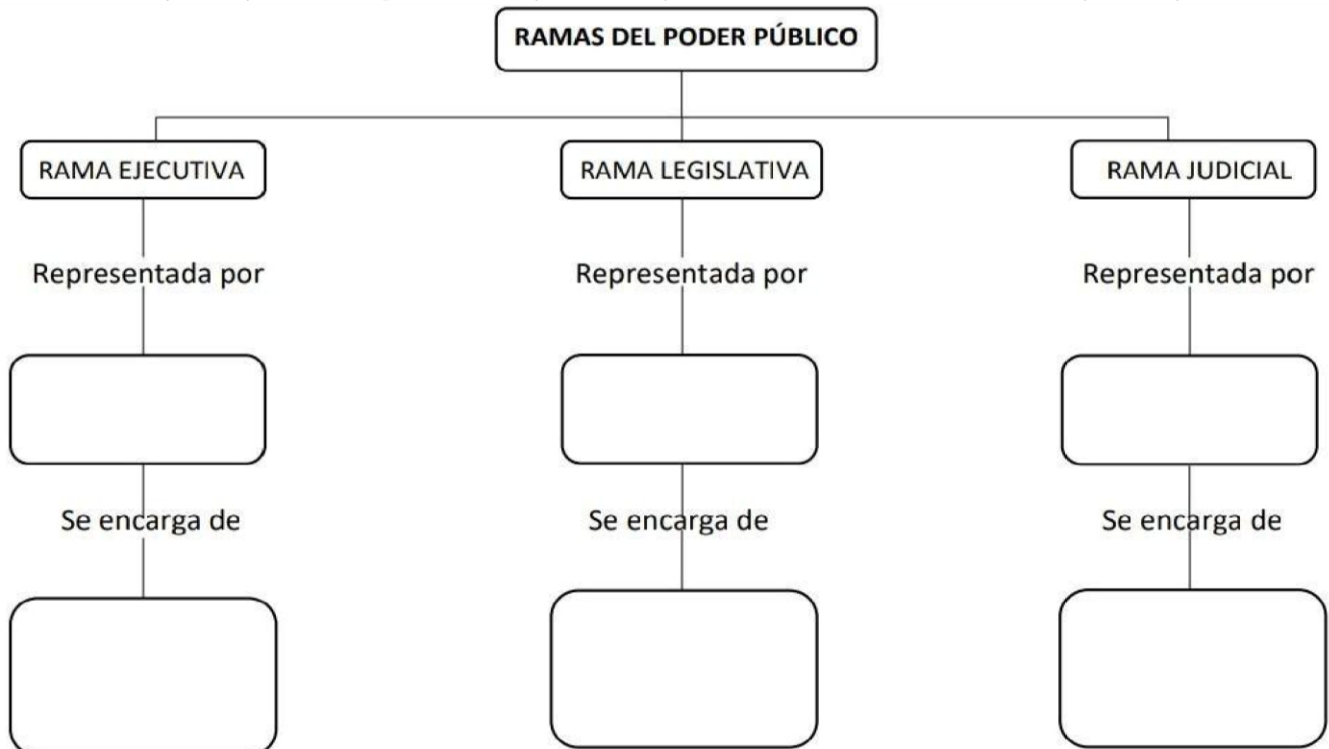 RAMAS DEL PODER PÚBLICO
RAMA EJECUTIVA
RAMA LEGISLATIVA
RAMA JUDICIAL
Representada por
Representada por
Representada por
Se encarga de
Se encarga de
Se encarga de